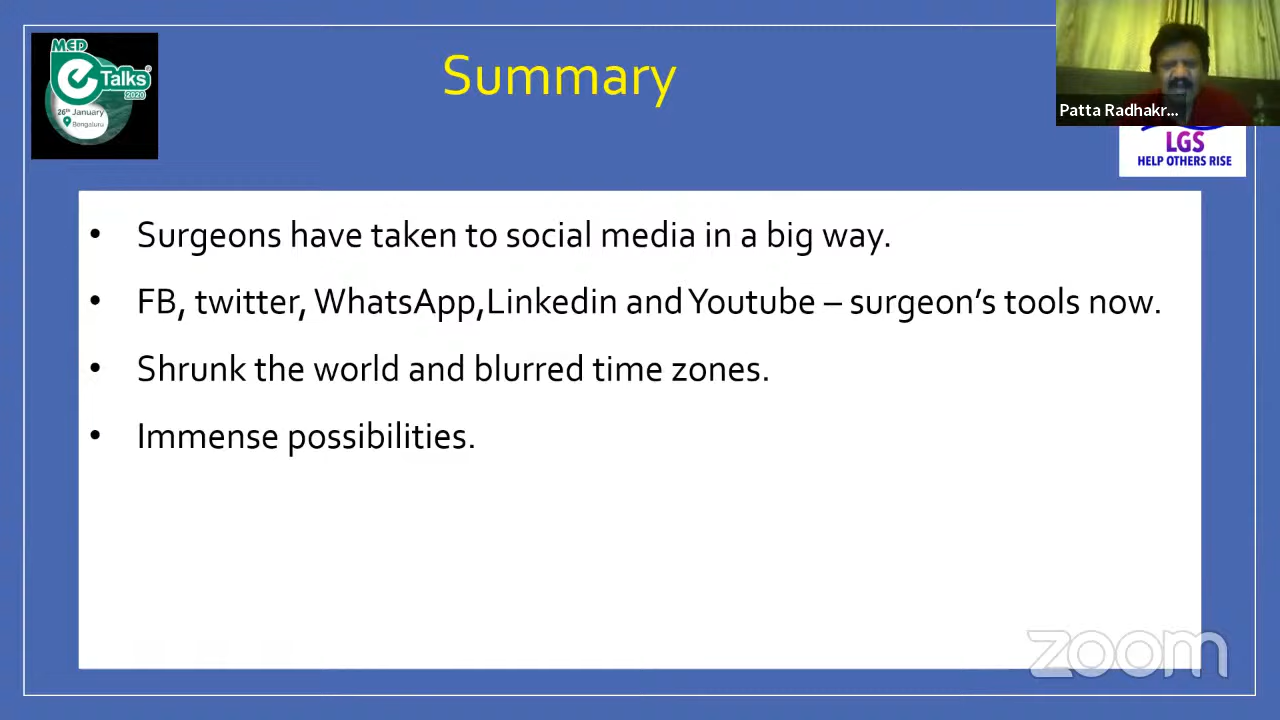 MED
e Talks
2020
26th January
Bengaluru
Summary
Patta Radhakr...
LGS
HELP OTHERS RISE
• Surgeons have taken to social media in a big way.
• FB, twitter, WhatsApp,Linkedin and Youtube – surgeon's tools now.
• Shrunk the world and blurred time zones.
• Immense possibilities.
zoom